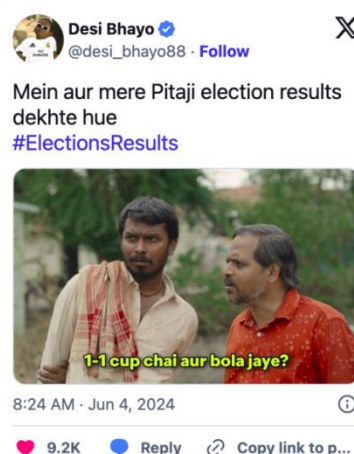 Desi Bhayo
@desi_bhayo88 · Follow
Mein aur mere Pitaji election results
dekhte hue
#ElectionsResults
1-1 cup chai aur bola jaye?
8:24 AM · Jun 4, 2024
9.2K Reply Copy link to p...